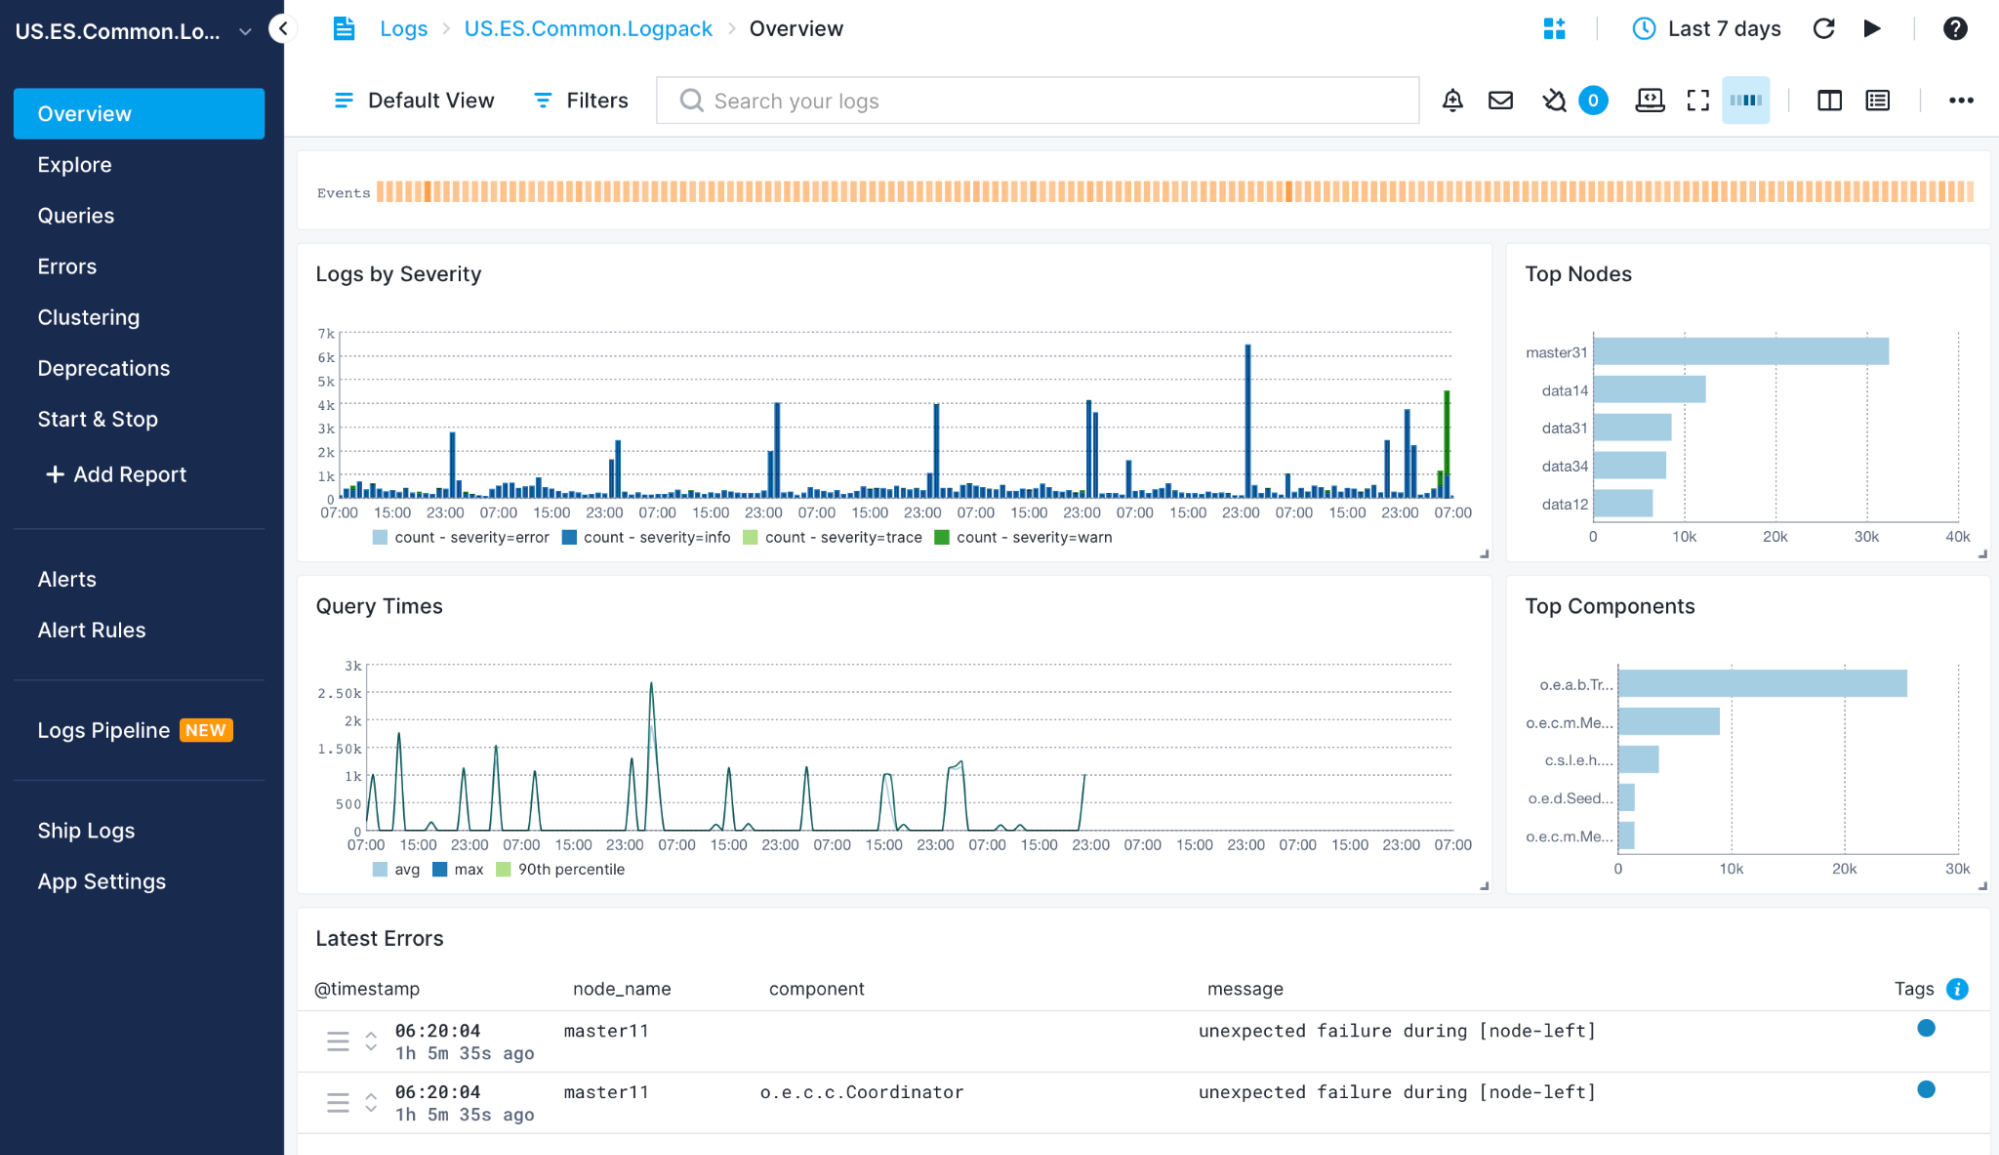 US.ES.Common.Lo...
Logs
US.ES.Common.Logpack
Overview
Last 7 days
Default View
Filters
Search your logs
0
Overview
Explore
Queries
Errors
Clustering
Deprecations
Start & Stop
Add Report
Alerts
Alert Rules
Logs Pipeline NEW
Ship Logs
App Settings
Events
Logs by Severity
7k
6k
5k
4k
3k
2k
1k
0
07:00 15:00 23:00 07:00 15:00 23:00 07:00 15:00 23:00 07:00 15:00 23:00 07:00 15:00 23:00 07:00 15:00 23:00 07:00 15:00 23:00 07:00
count - severity=error count - severity=info count - severity=trace count - severity=warn
Top Nodes
master31
data14
data31
data34
data12
0 10k 20k 30k 40k
Query Times
3k
2.50k
2k
1.50k
1k
500
0
07:00 15:00 23:00 07:00 15:00 23:00 07:00 15:00 23:00 07:00 15:00 23:00 07:00 15:00 23:00 07:00 15:00 23:00 07:00 15:00 23:00 07:00
avg max 90th percentile
Top Components
o.e.a.b.Tr...
o.e.c.m.Me...
c.s.l.e.h....
o.e.d.Seed...
o.e.c.m.Me...
0 10k 20k 30k
Latest Errors
@timestamp node_name component message Tags
06:20:04 master11 unexpected failure during [node-left]
1h 5m 35s ago
06:20:04 master11 o.e.c.c.Coordinator unexpected failure during [node-left]
1h 5m 35s ago